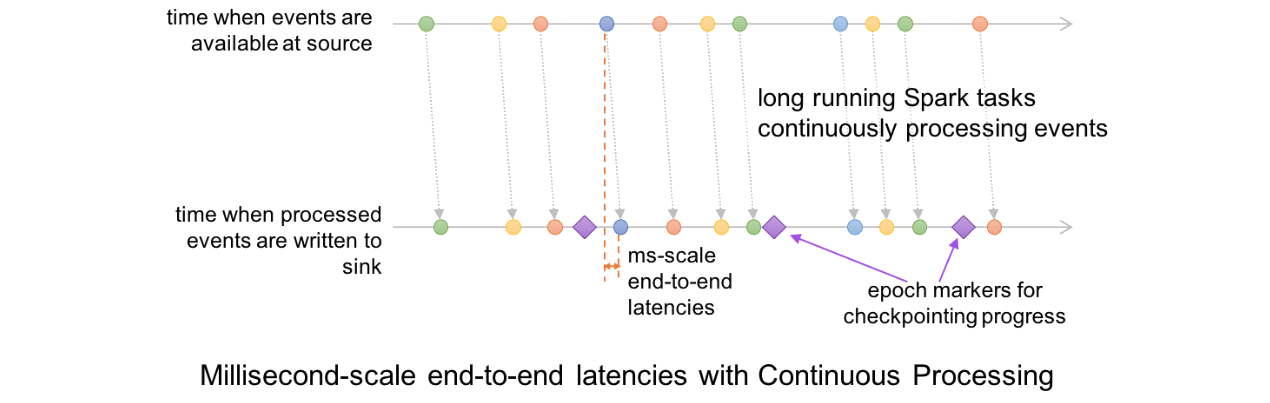 time when events are
available at source
long running Spark tasks
continuously processing events
time when processed
events are written to
sink
ms-scale
end-to-end
latencies
epoch markers for
checkpointing progress
Millisecond-scale end-to-end latencies with Continuous Processing